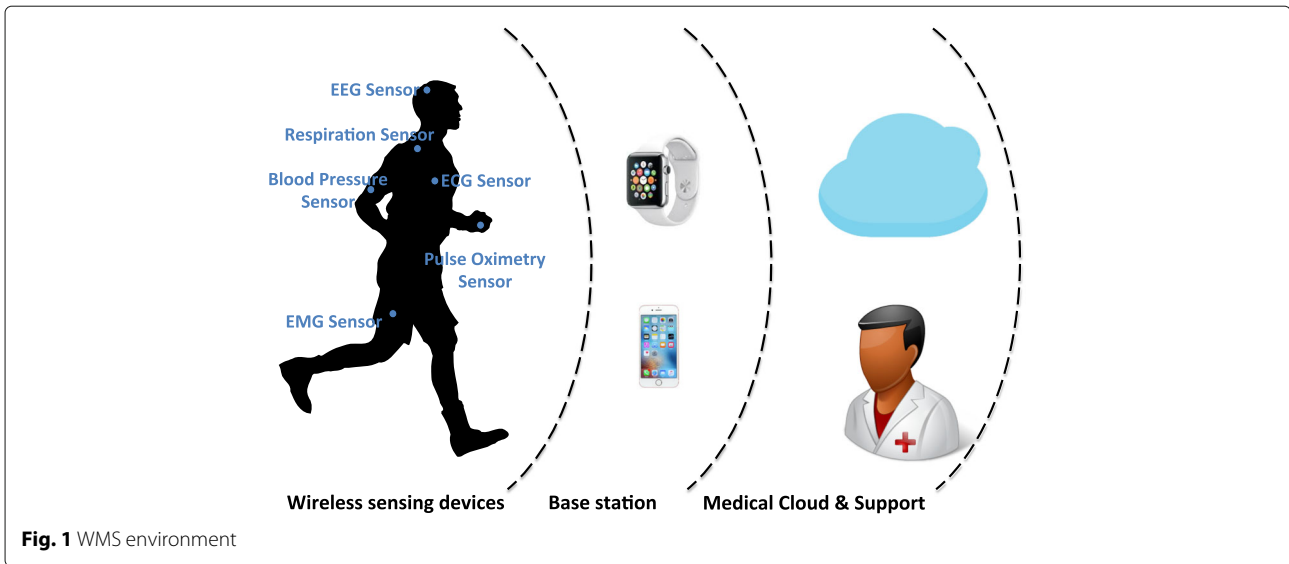 EEG Sensor
Respiration Sensor
Blood Pressure
Sensor
ECG Sensor
Pulse Oximetry
Sensor
EMG Sensor
Wireless sensing devices
Base station
Medical Cloud & Support
Fig. 1 WMS environment